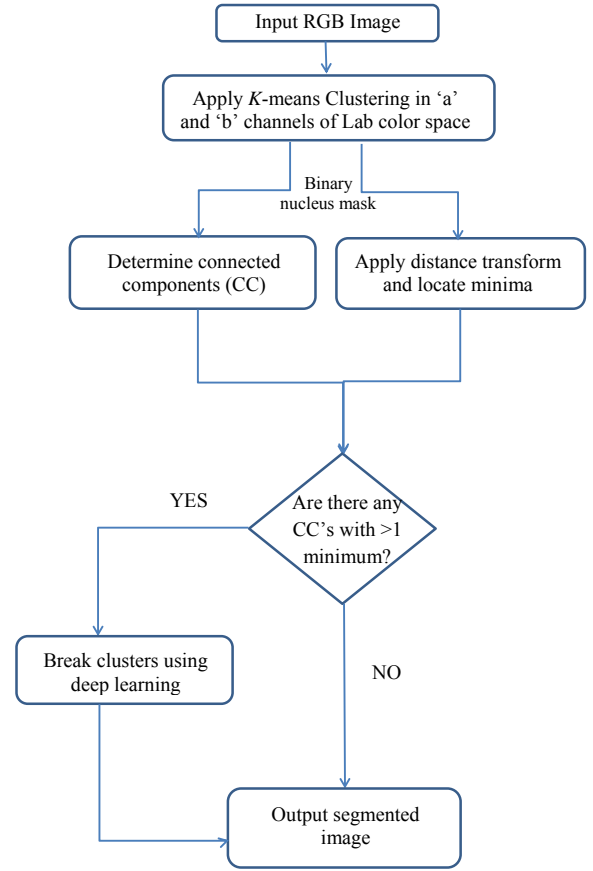 Input RGB Image
Apply K-means Clustering in ‘a’
and ‘b’ channels of Lab color space
Binary
nucleus mask
Determine connected
components (CC)
Apply distance transform
and locate minima
YES
Are there any
CC’s with >1
minimum?
Break clusters using
deep learning
NO
Output segmented
image